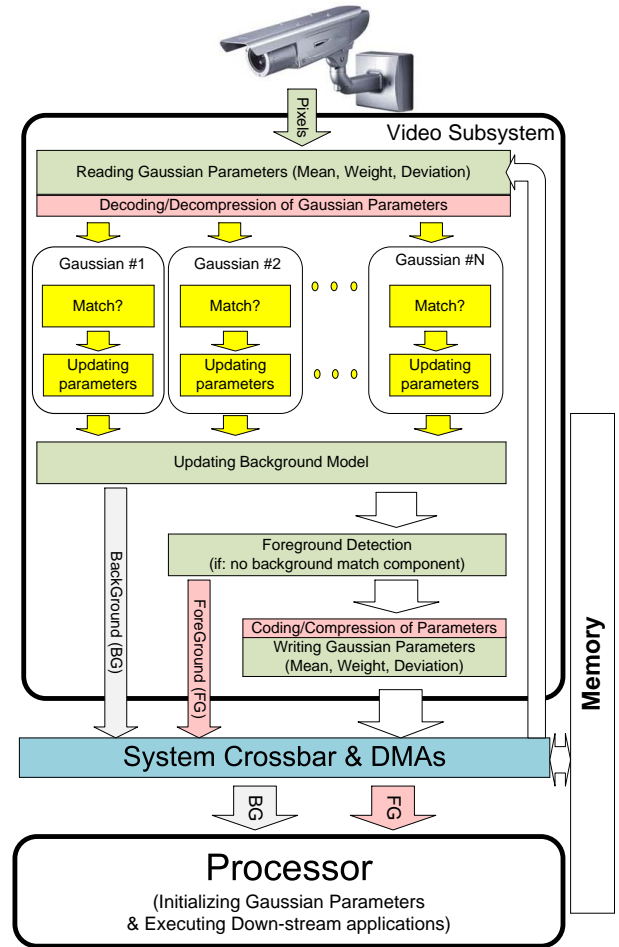 Pixels
Video Subsystem
Reading Gaussian Parameters (Mean, Weight, Deviation)
Decoding/Decompression of Gaussian Parameters
Gaussian #1
Gaussian #2
Gaussian #N
Match?
Match?
Match?
Updating
parameters
Updating
parameters
Updating
parameters
Updating Background Model
BackGround (BG)
Foreground Detection
(if: no background match component)
ForeGround (FG)
Coding/Compression of Parameters
Writing Gaussian Parameters
(Mean, Weight, Deviation)
Memory
System Crossbar & DMAs
BG
FG
Processor
(Initializing Gaussian Parameters
& Executing Down-stream applications)